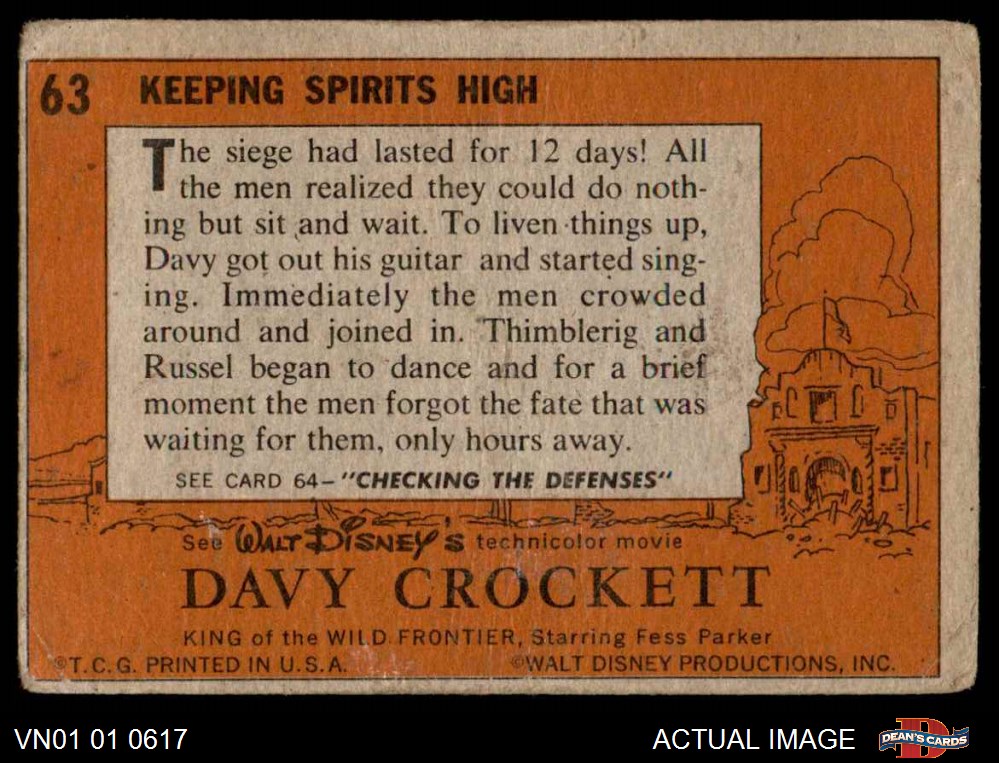 63 KEEPING SPIRITS HIGH
The siege had lasted for 12 days! All
the men realized they could do noth-
ing but sit and wait. To liven things up,
Davy got out his guitar and started sing-
ing. Immediately the men crowded
around and joined in. Thimblerig and
Russel began to dance and for a brief
moment the men forgot the fate that was
waiting for them, only hours away.
SEE CARD 64-"CHECKING THE DEFENSES"
See WALT DISNEY'S technicolor movie
DAVY CROCKETT
KING of the WILD FRONTIER, Starring Fess Parker
©T.C.G. PRINTED IN U.S.A. ©WALT DISNEY PRODUCTIONS, INC.
VN01 01 0617 ACTUAL IMAGE DEAN'S CARDS